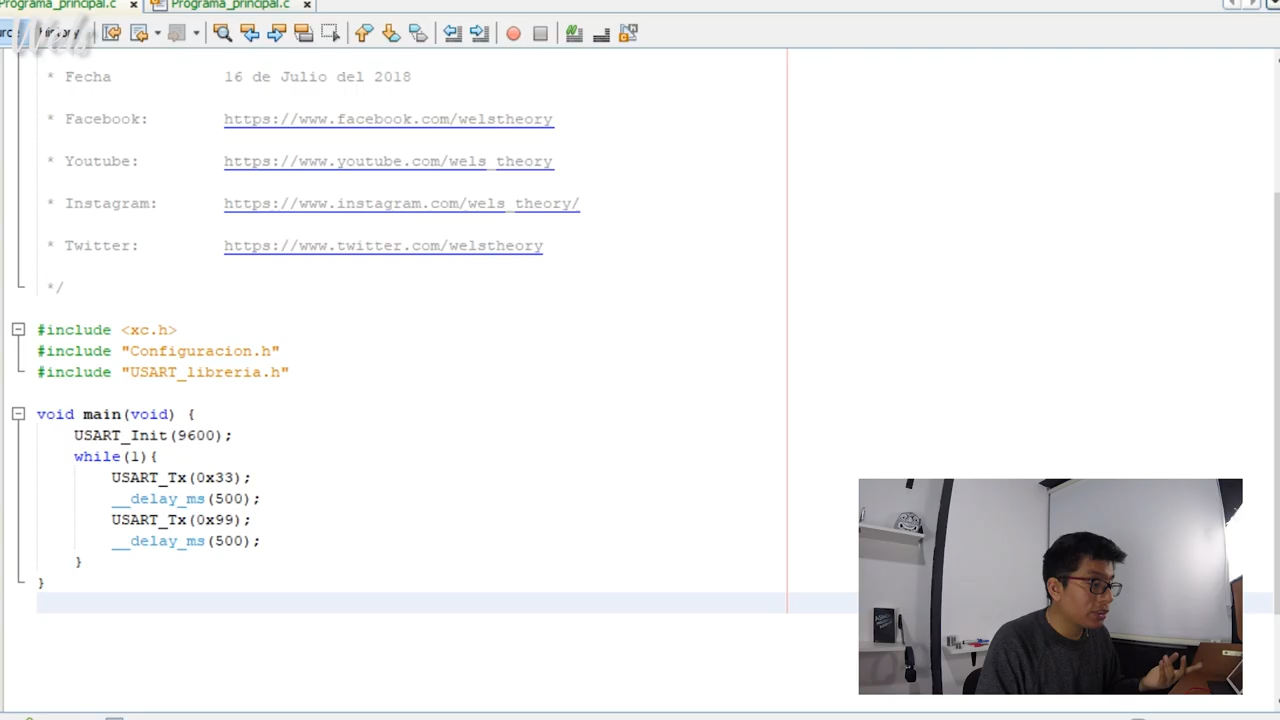 Programa_principal.c
Programa_principal.c
History
* Fecha 16 de Julio del 2018
* Facebook: https://www.facebook.com/welstheory
* Youtube: https://www.youtube.com/wels_theory
* Instagram: https://www.instagram.com/wels_theory/
* Twitter: https://www.twitter.com/welstheory
*/
#include <xc.h>
#include "Configuracion.h"
#include "USART_libreria.h"
void main(void) {
USART_Init(9600);
while(1){
USART_Tx(0x33);
__delay_ms(500);
USART_Tx(0x99);
__delay_ms(500);
}
}